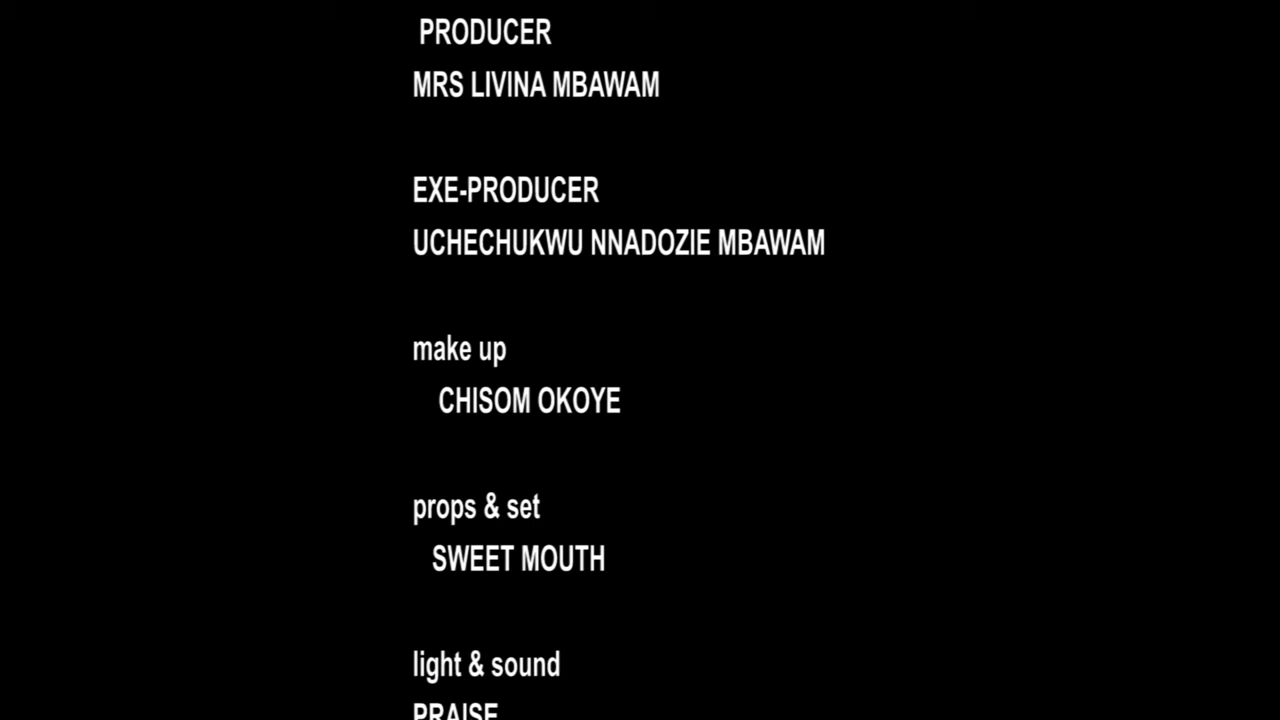 PRODUCER
MRS LIVINA MBAWAM
EXE-PRODUCER
UCHECHUKWU NNADOZIE MBAWAM
make up
CHISOM OKOYE
props & set
SWEET MOUTH
light & sound
PRAISE